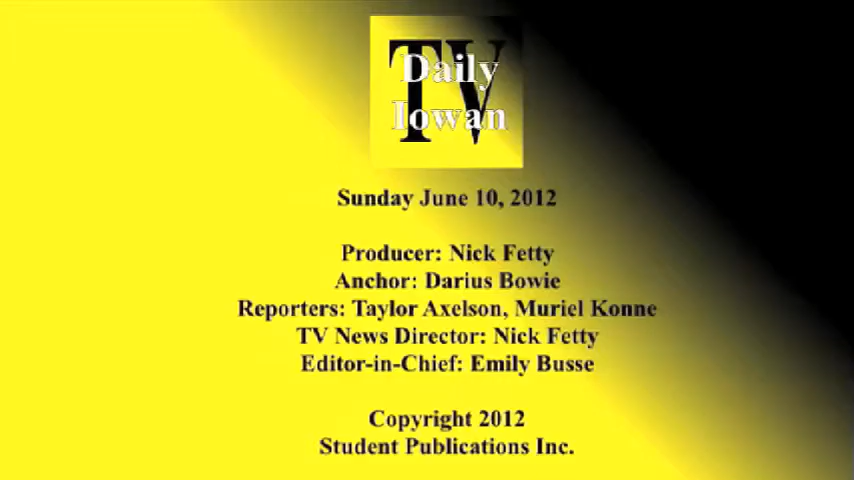 TV
Daily
Iowan
Sunday June 10, 2012
Producer: Nick Fetty
Anchor: Darius Bowie
Reporters: Taylor Axelson, Muriel Konne
TV News Director: Nick Fetty
Editor-in-Chief: Emily Busse
Copyright 2012
Student Publications Inc.